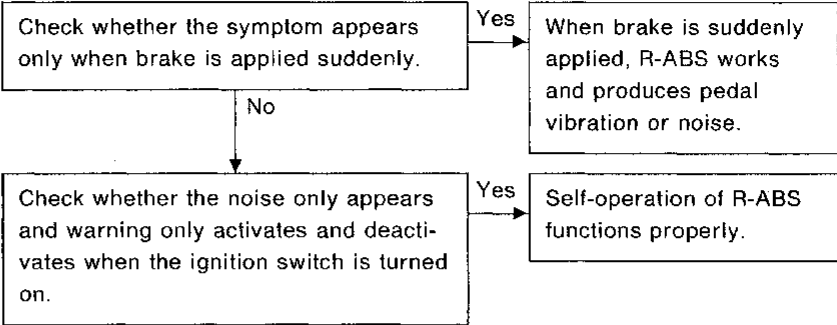 Check whether the symptom appears
only when brake is applied suddenly.
Yes
When brake is suddenly
applied, R-ABS works
and produces pedal
vibration or noise.
No
Check whether the noise only appears
and warning only activates and deacti-
vates when the ignition switch is turned
on.
Yes
Self-operation of R-ABS
functions properly.